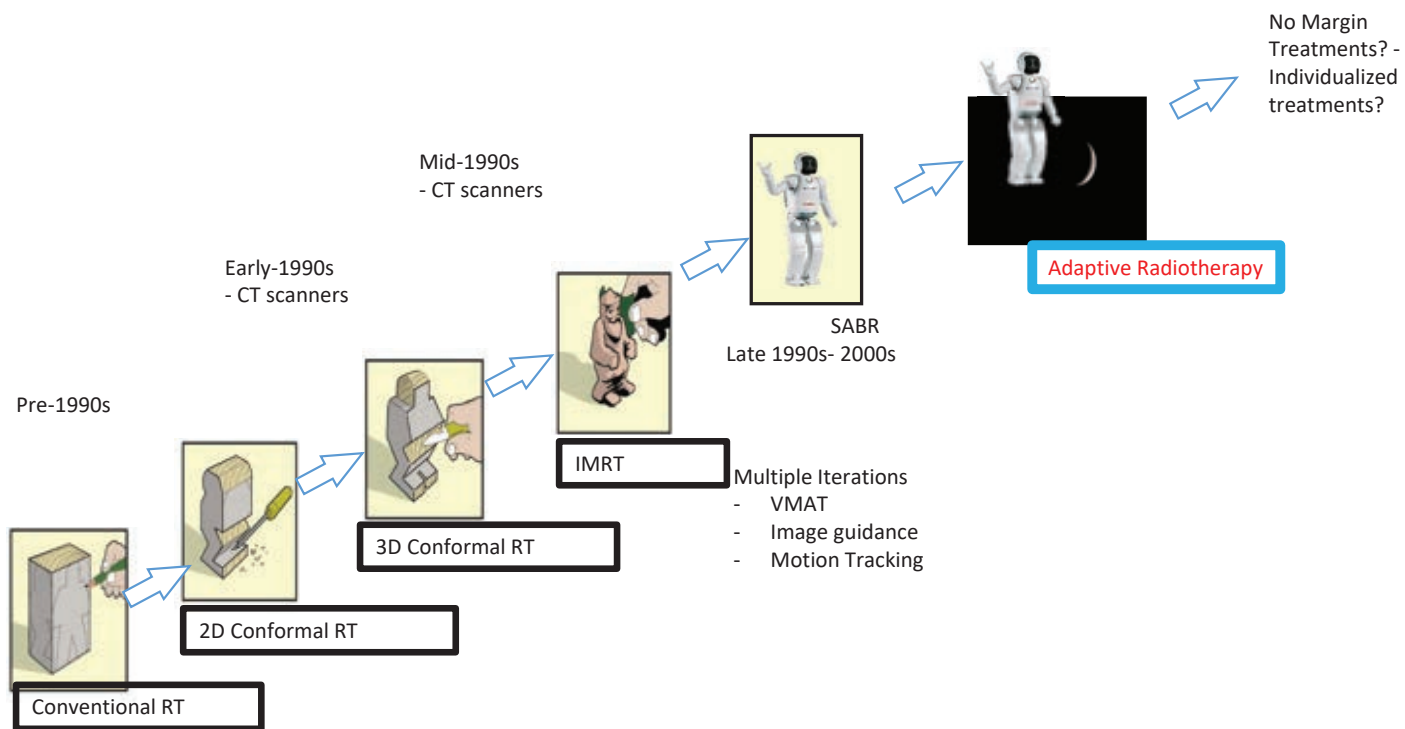 No Margin
Treatments? -
Individualized
treatments?
Adaptive Radiotherapy
Mid-1990s
- CT scanners
SABR
Late 1990s- 2000s
Early-1990s
- CT scanners
IMRT
Multiple Iterations
- VMAT
- Image guidance
- Motion Tracking
Pre-1990s
3D Conformal RT
2D Conformal RT
Conventional RT